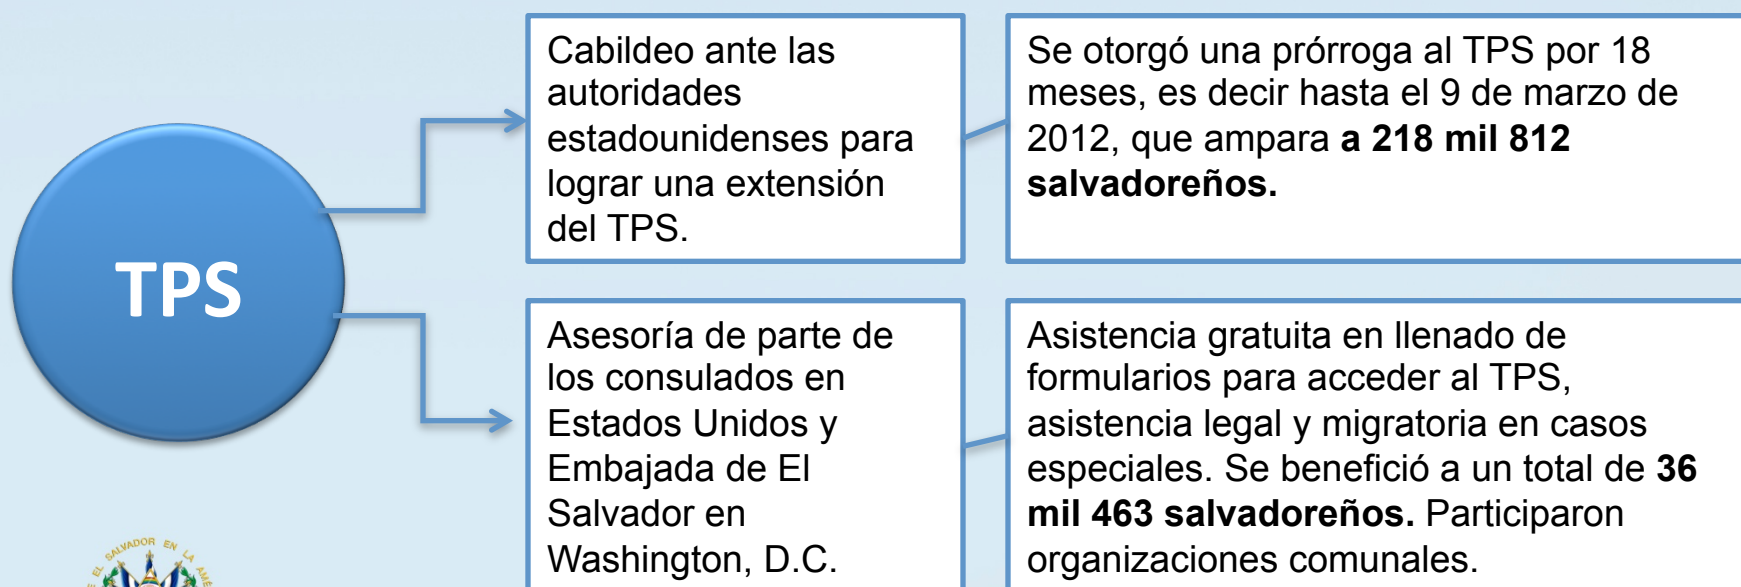 TPS
Cabildeo ante las
autoridades
estadounidenses para
lograr una extensión
del TPS.
Se otorgó una prórroga al TPS por 18
meses, es decir hasta el 9 de marzo de
2012, que ampara a 218 mil 812
salvadoreños.
Asesoría de parte de
los consulados en
Estados Unidos y
Embajada de El
Salvador en
Washington, D.C.
Asistencia gratuita en llenado de
formularios para acceder al TPS,
asistencia legal y migratoria en casos
especiales. Se benefició a un total de 36
mil 463 salvadoreños. Participaron
organizaciones comunales.
EL SALVADOR EN LA